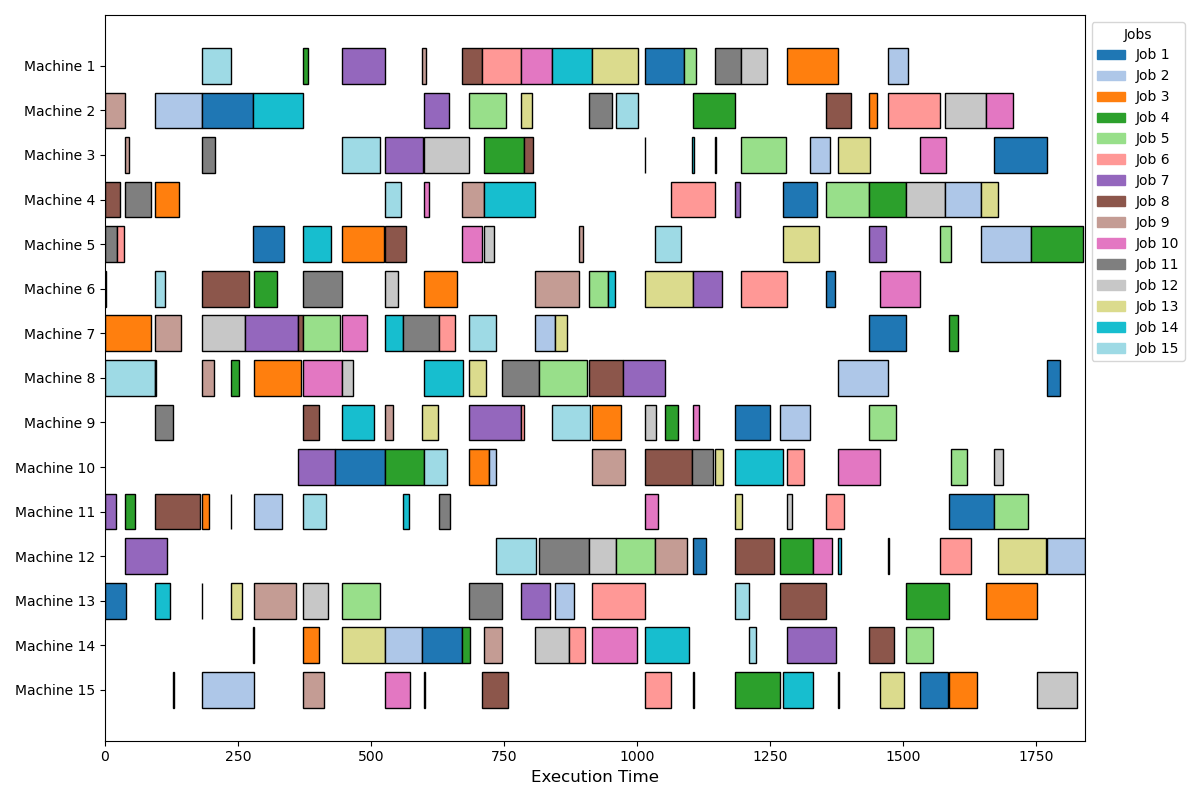 Machine 1
Machine 2
Machine 3
Machine 4
Machine 5
Machine 6
Machine 7
Machine 8
Machine 9
Machine 10
Machine 11
Machine 12
Machine 13
Machine 14
Machine 15
0 250 500 750 1000 1250 1500 1750
Execution Time
Jobs
Job 1
Job 2
Job 3
Job 4
Job 5
Job 6
Job 7
Job 8
Job 9
Job 10
Job 11
Job 12
Job 13
Job 14
Job 15